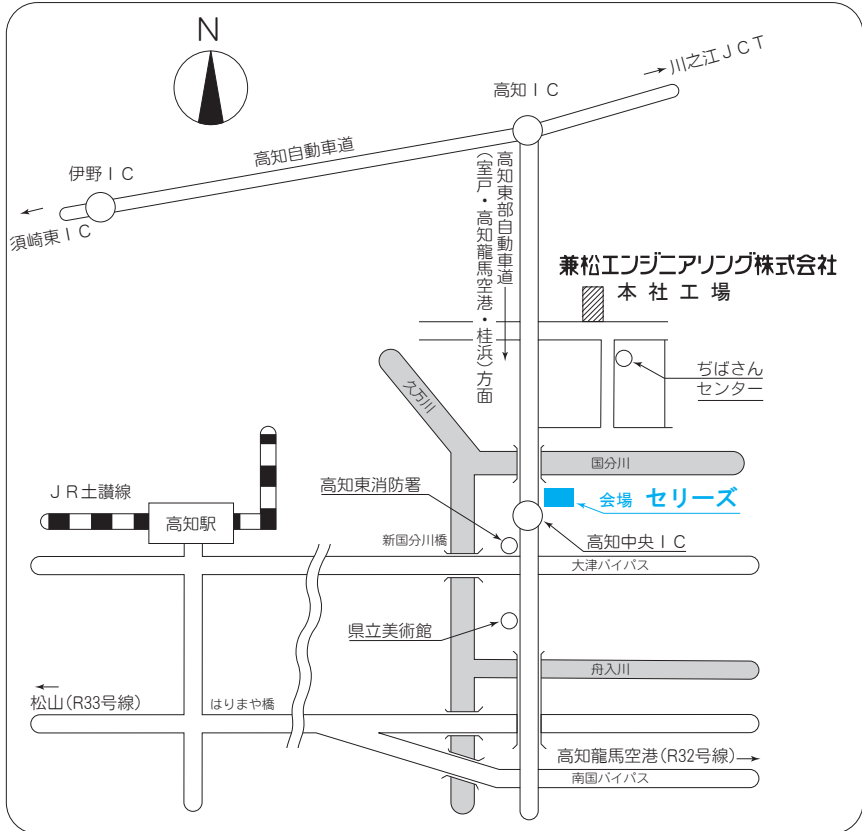 N
川之江JCT
高知IC
高知自動車道
伊野IC
須崎東IC
高知東部自動車道
(室戸・高知龍馬空港・桂浜)方面
兼松エンジニアリング株式会社
本社工場
ぢばさん
センター
久万川
国分川
JR土讃線
高知駅
高知東消防署
会場 セリーズ
新国分川橋
高知中央IC
大津バイパス
県立美術館
舟入川
松山(R33号線)
はりまや橋
高知龍馬空港(R32号線)
南国バイパス